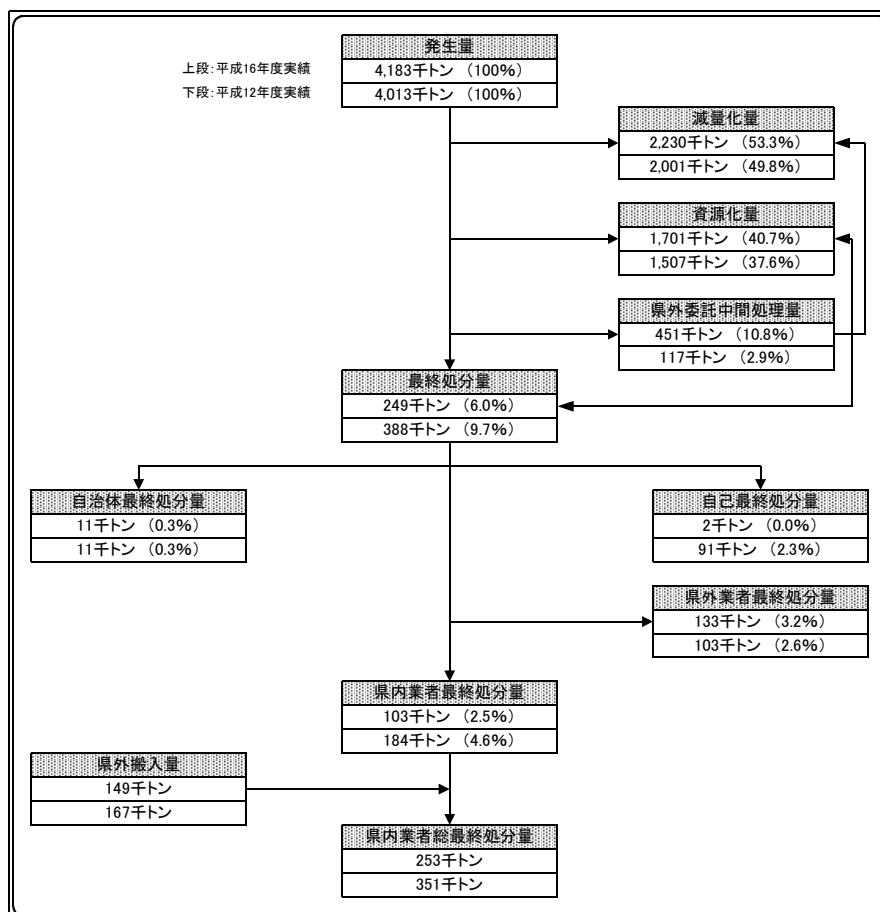 発生量
上段：平成16年度実績
4,183千トン （100%）
下段：平成12年度実績
4,013千トン （100%）
減量化量
2,230千トン （53.3%）
2,001千トン （49.8%）
資源化量
1,701千トン （40.7%）
1,507千トン （37.6%）
県外委託中間処理量
451千トン （10.8%）
117千トン （2.9%）
最終処分量
249千トン （6.0%）
388千トン （9.7%）
自治体最終処分量
11千トン （0.3%）
11千トン （0.3%）
自己最終処分量
2千トン （0.0%）
91千トン （2.3%）
県外業者最終処分量
133千トン （3.2%）
103千トン （2.6%）
県内業者最終処分量
103千トン （2.5%）
184千トン （4.6%）
県外搬入量
149千トン
167千トン
県内業者総最終処分量
253千トン
351千トン